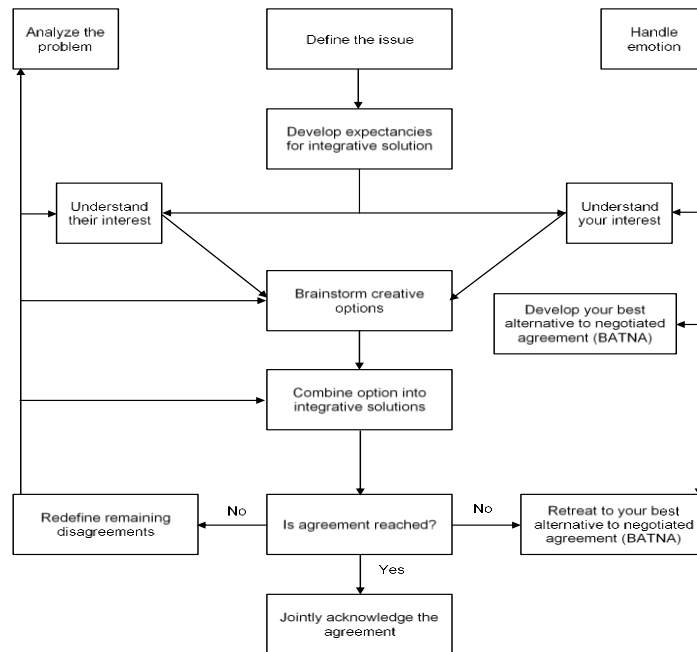 Analyze the
problem
Define the issue
Handle
emotion
Develop expectancies
for integrative solution
Understand
their interest
Understand
your interest
Brainstorm creative
options
Develop your best
alternative to negotiated
agreement (BATNA)
Combine option into
integrative solutions
Redefine remaining
disagreements
No
Is agreement reached?
No
Retreat to your best
alternative to negotiated
agreement (BATNA)
Yes
Jointly acknowledge the
agreement